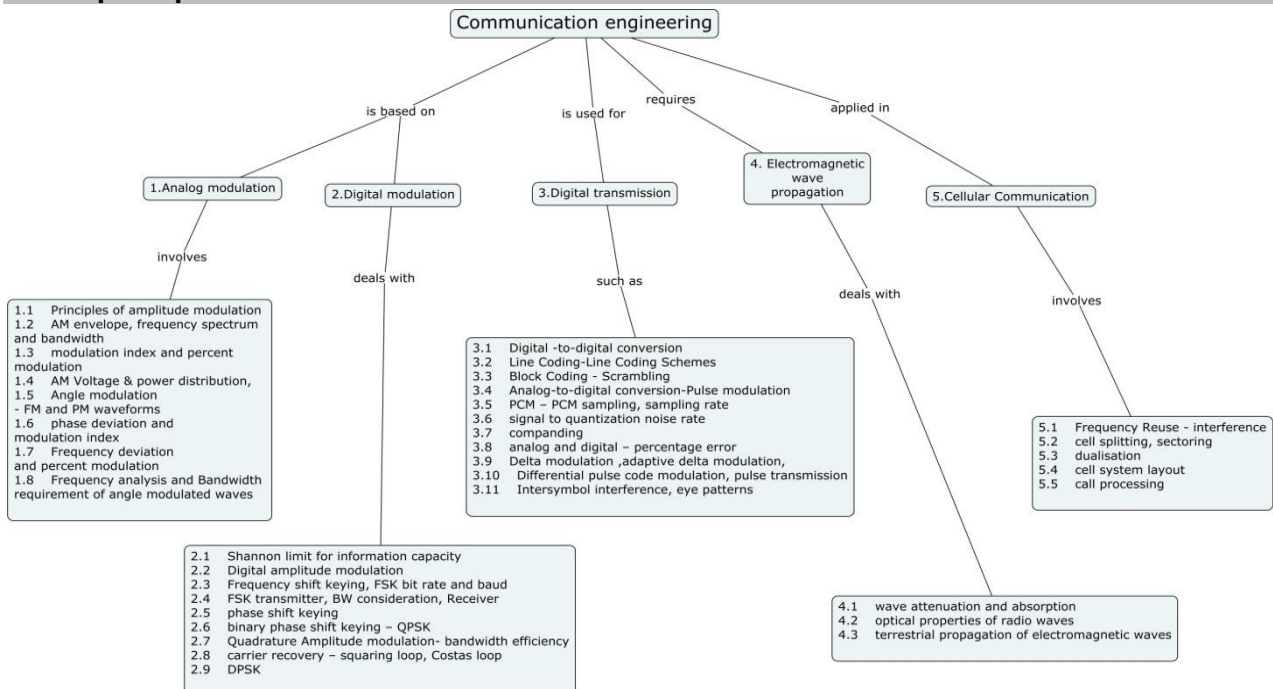 Communication engineering
is based on
is used for
requires
applied in
1.Analog modulation
2.Digital modulation
3.Digital transmission
4. Electromagnetic
wave
propagation
5.Cellular Communication
involves
deals with
such as
deals with
involves
1.1 Principles of amplitude modulation
1.2 AM envelope, frequency spectrum
and bandwidth
1.3 modulation index and percent
modulation
1.4 AM Voltage & power distribution,
1.5 Angle modulation
- FM and PM waveforms
1.6 phase deviation and
modulation index
1.7 Frequency deviation
and percent modulation
1.8 Frequency analysis and Bandwidth
requirement of angle modulated waves
2.1 Shannon limit for information capacity
2.2 Digital amplitude modulation
2.3 Frequency shift keying, FSK bit rate and baud
2.4 FSK transmitter, BW consideration, Receiver
2.5 phase shift keying
2.6 binary phase shift keying – QPSK
2.7 Quadrature Amplitude modulation- bandwidth efficiency
2.8 carrier recovery – squaring loop, Costas loop
2.9 DPSK
3.1 Digital -to-digital conversion
3.2 Line Coding-Line Coding Schemes
3.3 Block Coding - Scrambling
3.4 Analog-to-digital conversion-Pulse modulation
3.5 PCM – PCM sampling, sampling rate
3.6 signal to quantization noise rate
3.7 companding
3.8 analog and digital – percentage error
3.9 Delta modulation ,adaptive delta modulation,
3.10 Differential pulse code modulation, pulse transmission
3.11 Intersymbol interference, eye patterns
4.1 wave attenuation and absorption
4.2 optical properties of radio waves
4.3 terrestrial propagation of electromagnetic waves
5.1 Frequency Reuse - interference
5.2 cell splitting, sectoring
5.3 dualisation
5.4 cell system layout
5.5 call processing